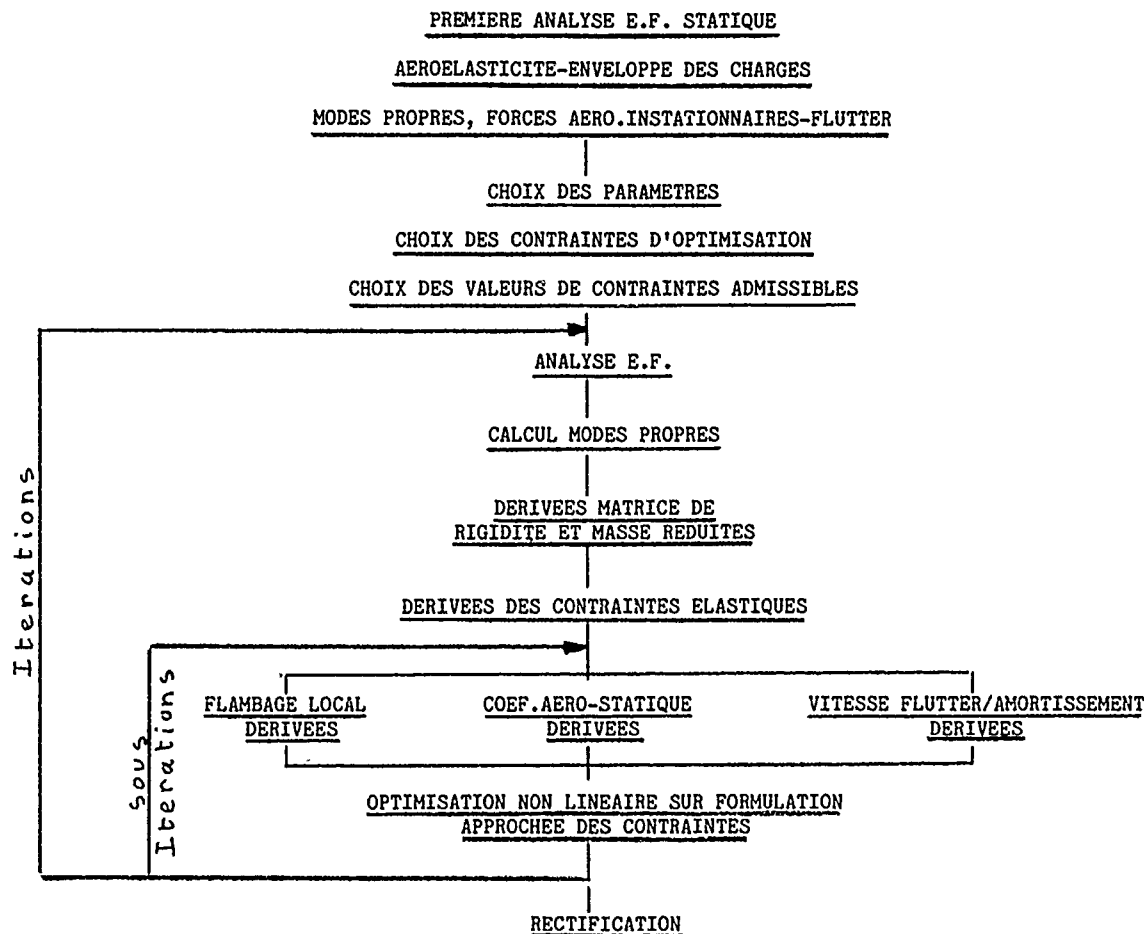 PREMIERE ANALYSE E.F. STATIQUE
AEROELASTICITE-ENVELOPPE DES CHARGES
MODES PROPRES, FORCES AERO.INSTATIONNAIRES-FLUTTER
CHOIX DES PARAMETRES
CHOIX DES CONTRAINTES D'OPTIMISATION
CHOIX DES VALEURS DE CONTRAINTES ADMISSIBLES
ANALYSE E.F.
CALCUL MODES PROPRES
DERIVEES MATRICE DE
RIGIDITE ET MASSE REDUITES
DERIVEES DES CONTRAINTES ELASTIQUES
Iterations
sous
Iterations
FLAMBAGE LOCAL
DERIVEES
COEF.AERO-STATIQUE
DERIVEES
VITESSE FLUTTER/AMORTISSEMENT
DERIVEES
OPTIMISATION NON LINEAIRE SUR FORMULATION
APPROCHEE DES CONTRAINTES
RECTIFICATION